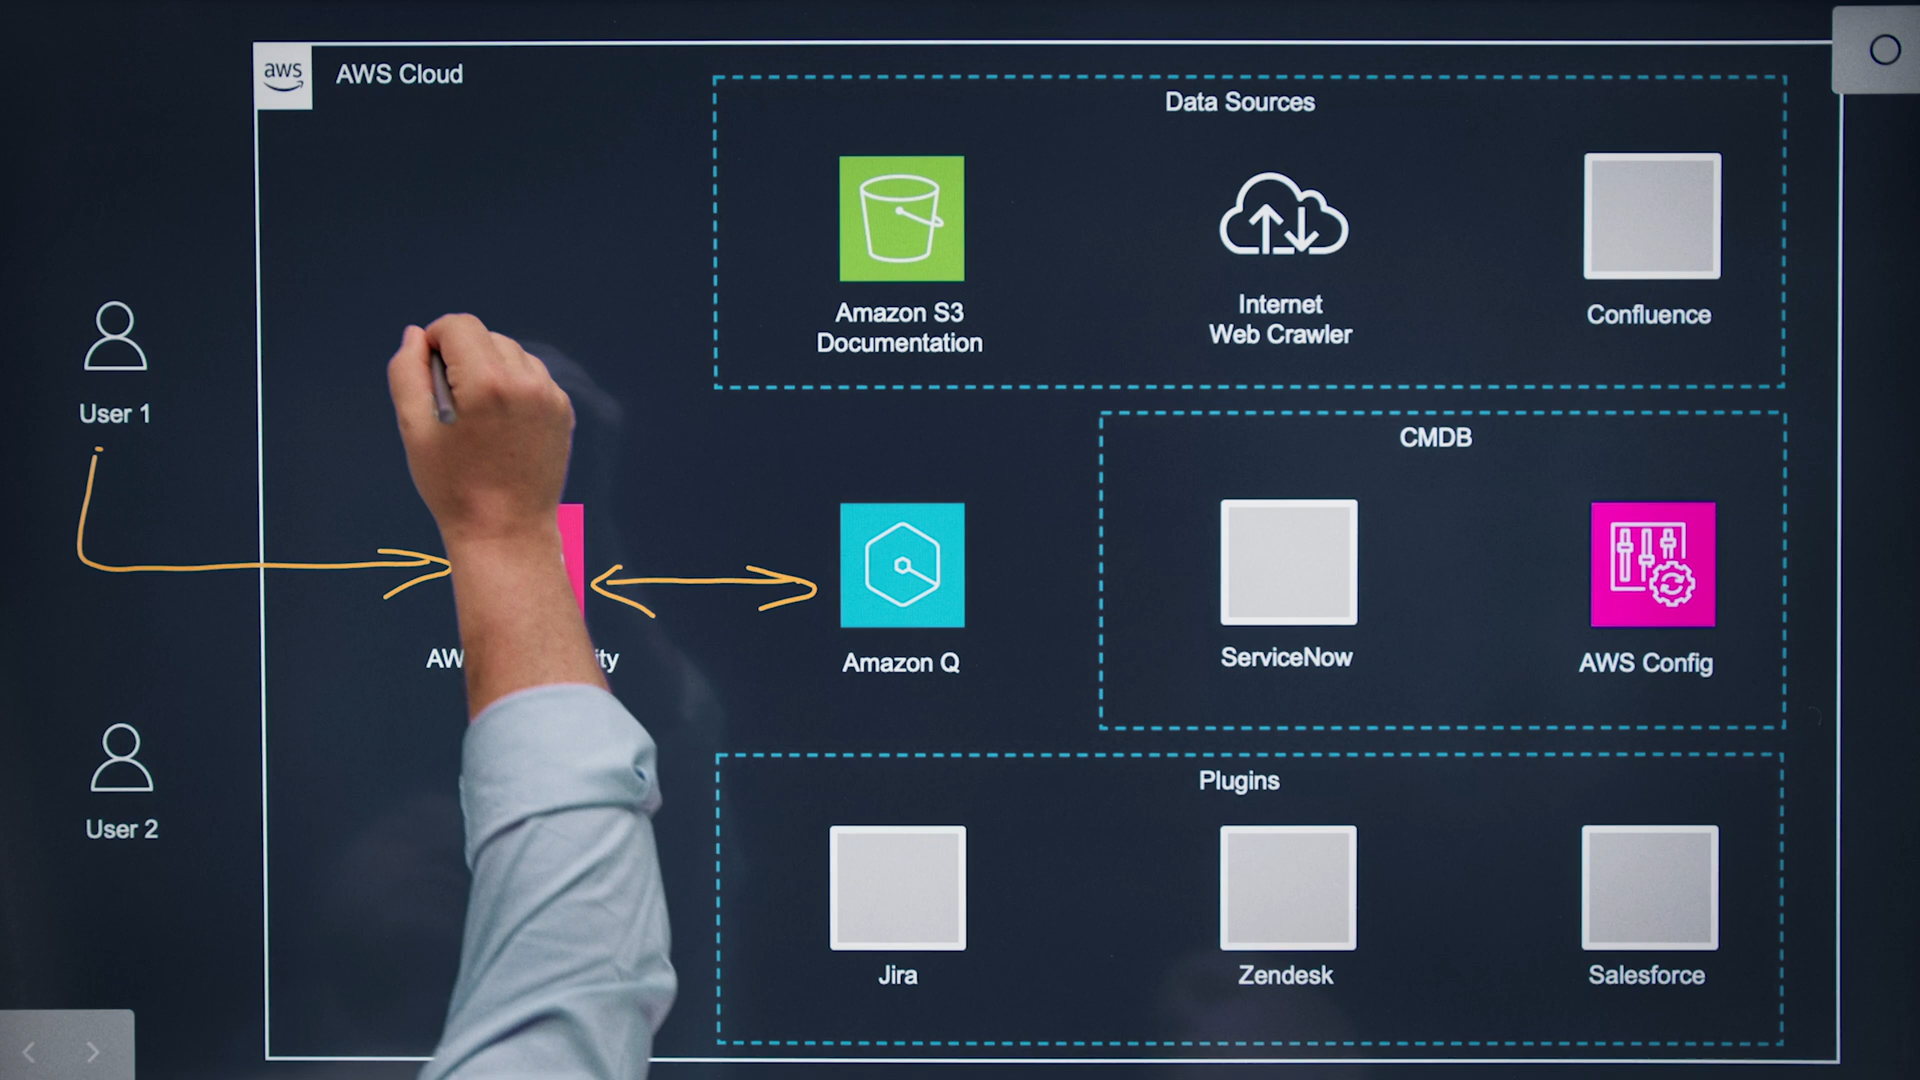 aws
AWS Cloud
Data Sources
Amazon S3
Documentation
Internet
Web Crawler
Confluence
User 1
CMDB
Amazon Q
ServiceNow
AWS Config
User 2
Plugins
Jira
Zendesk
Salesforce